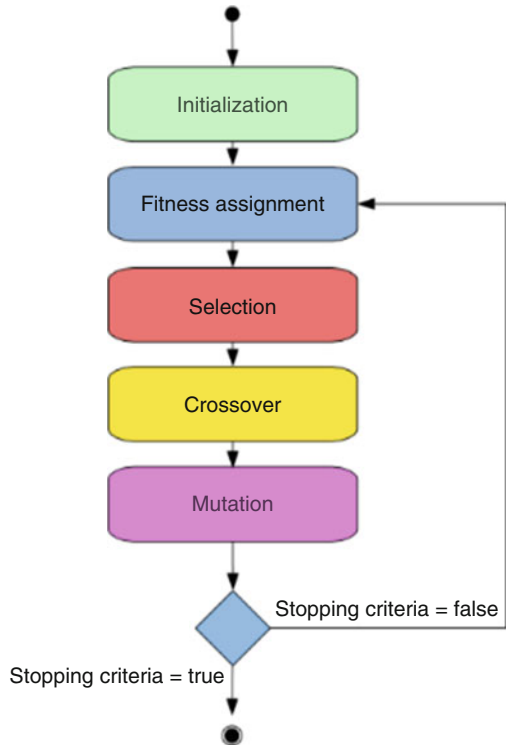 Initialization
Fitness assignment
Selection
Crossover
Mutation
Stopping criteria = false
Stopping criteria = true